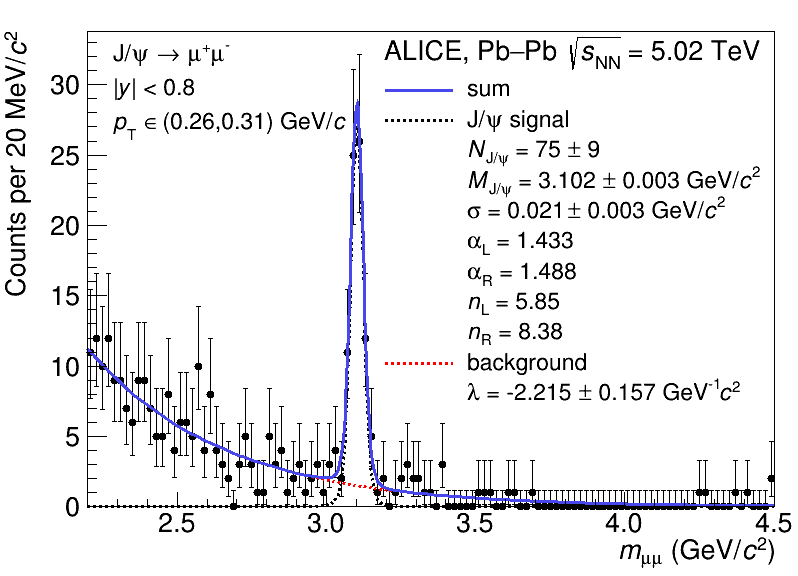 J/ψ → μ⁺μ⁻
|y| < 0.8
p_T ∈ (0.26,0.31) GeV/c
ALICE, Pb–Pb √s_NN = 5.02 TeV
sum
J/ψ signal
N_J/ψ = 75 ± 9
M_J/ψ = 3.102 ± 0.003 GeV/c²
σ = 0.021 ± 0.003 GeV/c²
α_L = 1.433
α_R = 1.488
n_L = 5.85
n_R = 8.38
background
λ = -2.215 ± 0.157 GeV⁻¹c²
Counts per 20 MeV/c²
30
25
20
15
10
5
0
2.5 3.0 3.5 4.0 4.5
m_μμ (GeV/c²)